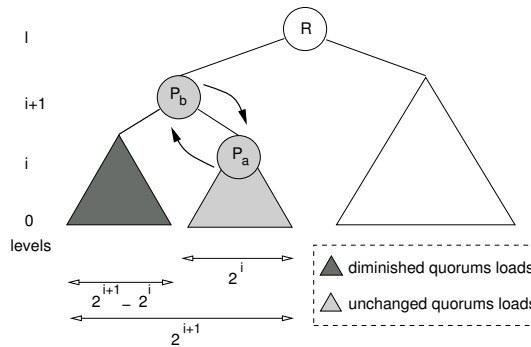 l
R
i+1
P_b
i
P_a
0
levels
2^i
2^{i+1} – 2^i
2^{i+1}
diminished quorums loads
unchanged quorums loads